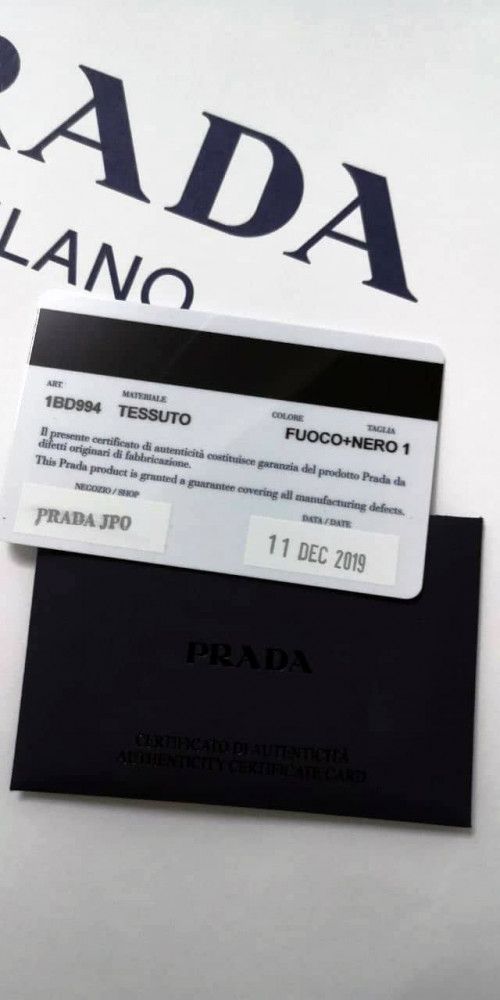 RADA
LANO
ART.
1BD994
MATERIALE
TESSUTO
COLORE
TAGLIA
FUOCO+NERO 1
Il presente certificato di autenticità costituisce garanzia del prodotto Prada da
difetti originari di fabbricazione.
This Prada product is granted a guarantee covering all manufacturing defects.
NEGOZIO / SHOP
PRADA JPO
DATA / DATE
11 DEC 2019
PRADA
CERTIFICATO DI AUTENTICITÀ
AUTHENTICITY CERTIFICATE CARD